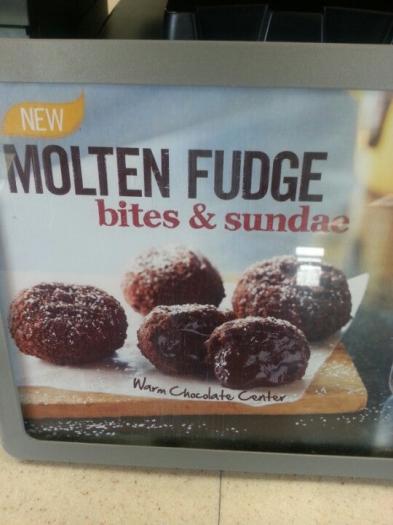 NEW
MOLTEN FUDGE
bites & sundae
Warm Chocolate Center